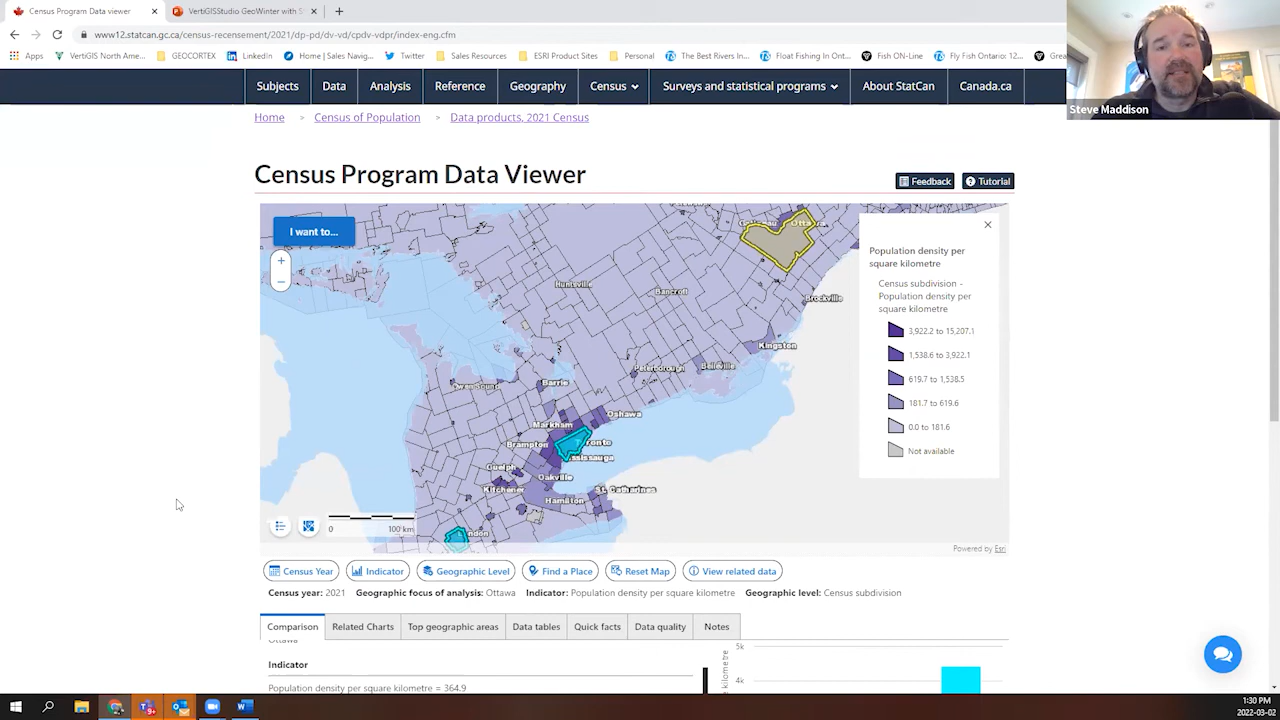 Census Program Data viewer
VertiGISStudio GeoWinter with S
www12.statcan.gc.ca/census-recensement/2021/dp-pd/dv-vd/cpdv-vdpr/index-eng.cfm
Apps
VertiGIS North Ame...
GEOCORTEX
LinkedIn
Home | Sales Navig...
Twitter
Sales Resources
ESRI Product Sites
Personal
The Best Rivers In...
Float Fishing In Ont...
Fish ON-Line
Fly Fish Ontario: 12...
Steve Maddison
Subjects
Data
Analysis
Reference
Geography
Census
Surveys and statistical programs
About StatCan
Canada.ca
Home > Census of Population > Data products, 2021 Census
Census Program Data Viewer
Feedback
Tutorial
I want to...
Huntsville
Bancroft
Brockville
Kingston
Belleville
Peterborough
Owen Sound
Barrie
Oshawa
Markham
Brampton
Guelph
Oakville
Kitchener
Hamilton
St. Catharines
Population density per
square kilometre
Census subdivision -
Population density per
square kilometre
3,922.2 to 15,207.1
1,538.6 to 3,922.1
619.7 to 1,538.5
181.7 to 619.6
0.0 to 181.6
Not available
0
100 km
Powered by Esri
Census Year
Indicator
Geographic Level
Find a Place
Reset Map
View related data
Census year: 2021 Geographic focus of analysis: Ottawa Indicator: Population density per square kilometre Geographic level: Census subdivision
Comparison
Related Charts
Top geographic areas
Data tables
Quick facts
Data quality
Notes
Ottawa
Indicator
Population density per square kilometre = 364.9
5k
4k
1:30 PM
2022-03-02